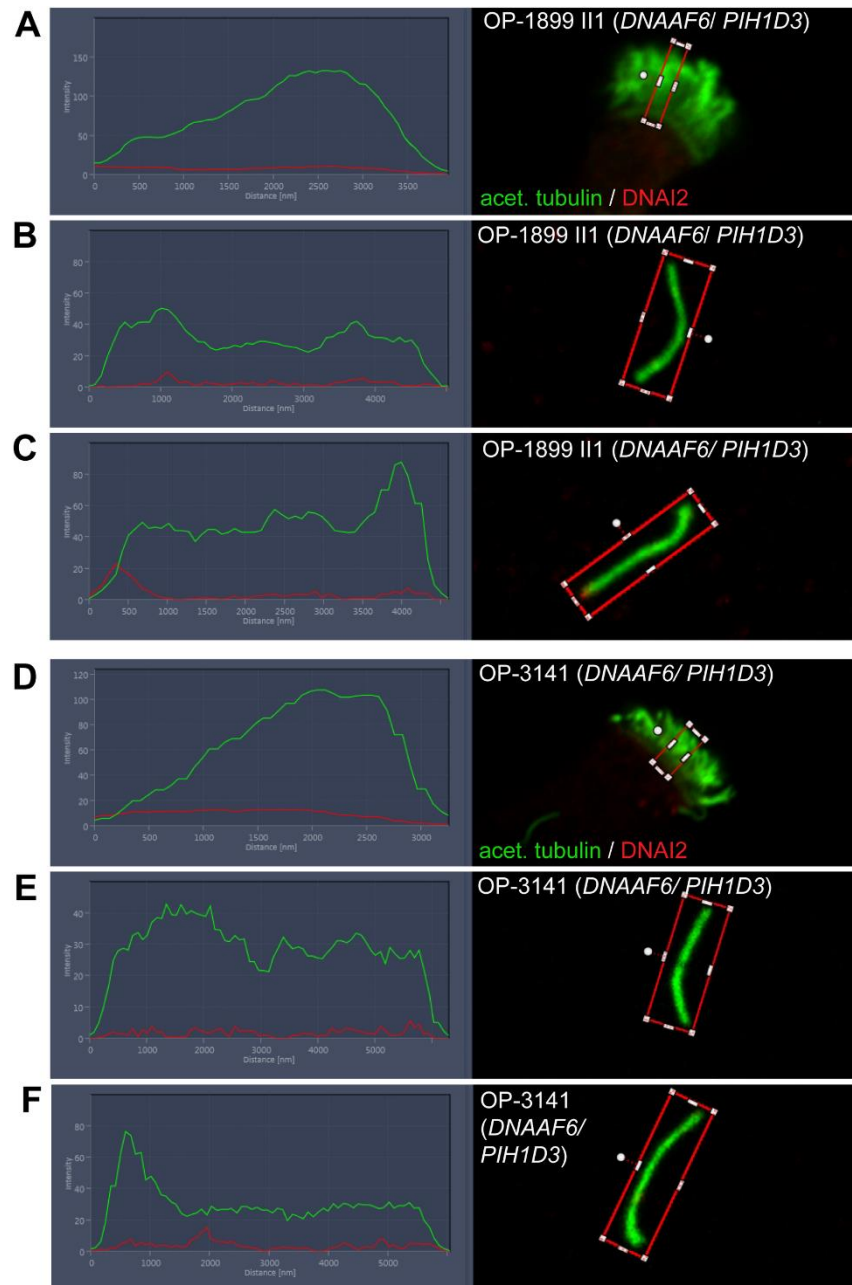 A
OP-1899 II1 (DNAAF6/ PIH1D3)
Intensity
150
100
50
0
0 500 1000 1500 2000 2500 3000 3500
Distance [nm]
acet. tubulin / DNAI2
B
OP-1899 II1 (DNAAF6/ PIH1D3)
Intensity
80
60
40
20
0
0 1000 2000 3000 4000
Distance [nm]
C
OP-1899 II1 (DNAAF6/ PIH1D3)
Intensity
80
60
40
20
0
0 500 1000 1500 2000 2500 3000 3500 4000
Distance [nm]
D
OP-3141 (DNAAF6/ PIH1D3)
Intensity
120
100
80
60
40
20
0
0 500 1000 1500 2000 2500 3000
Distance [nm]
acet. tubulin / DNAI2
E
OP-3141 (DNAAF6/ PIH1D3)
Intensity
40
30
20
10
0
0 1000 2000 3000 4000 5000
Distance [nm]
F
OP-3141
(DNAAF6/
PIH1D3)
Intensity
80
60
40
20
0
0 1000 2000 3000 4000 5000
Distance [nm]